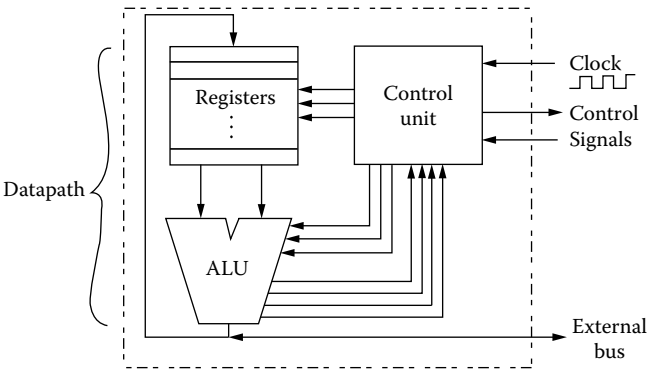 Registers
Control
unit
Clock
Control
Signals
Datapath
ALU
External
bus